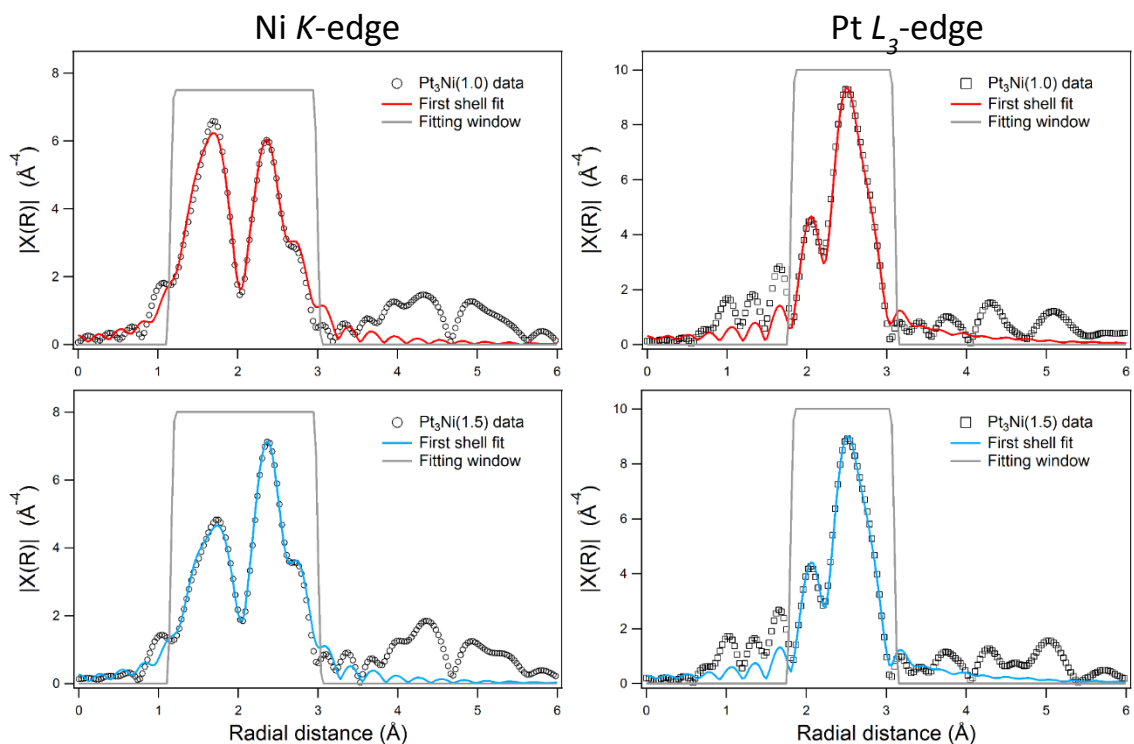 Ni K-edge
Pt L3-edge
Pt3Ni(1.0) data
First shell fit
Fitting window
|X(R)| (Å-4)
8
6
4
2
0
0 1 2 3 4 5 6
Pt3Ni(1.0) data
First shell fit
Fitting window
|X(R)| (Å-4)
10
8
6
4
2
0
0 1 2 3 4 5 6
Pt3Ni(1.5) data
First shell fit
Fitting window
|X(R)| (Å-4)
8
6
4
2
0
0 1 2 3 4 5 6
Radial distance (Å)
Pt3Ni(1.5) data
First shell fit
Fitting window
|X(R)| (Å-4)
10
8
6
4
2
0
0 1 2 3 4 5 6
Radial distance (Å)